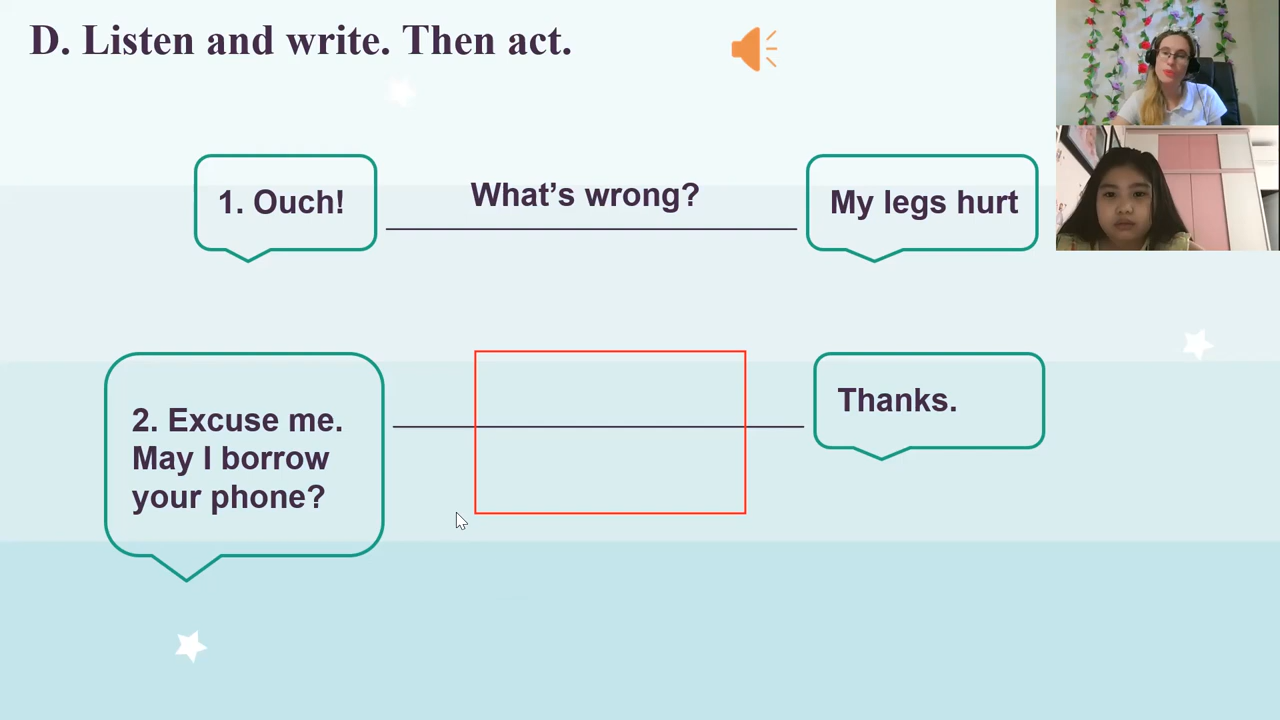 D. Listen and write. Then act.
1. Ouch!
What's wrong?
My legs hurt
2. Excuse me.
May I borrow
your phone?
Thanks.